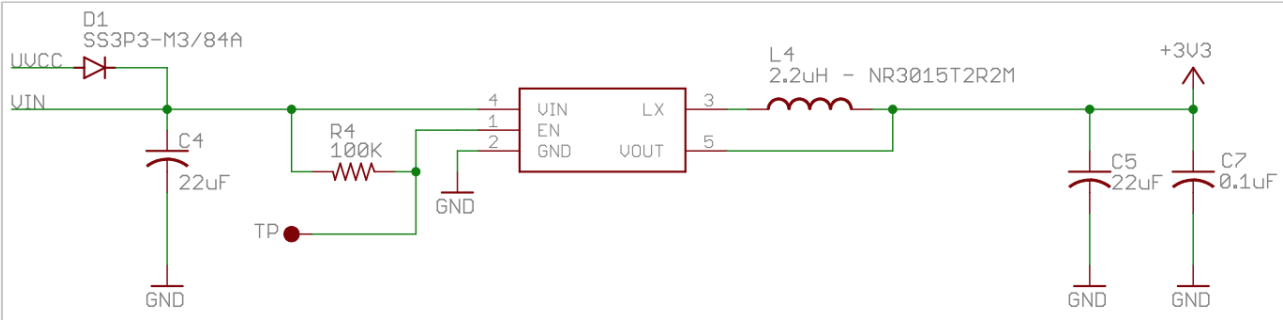 D1
SS3P3-M3/84A
UVCC
VIN
C4
22uF
GND
R4
100K
TP
4
1
2
GND
VIN
EN
GND
LX
VOUT
3
5
L4
2.2uH - NR3015T2R2M
+3V3
C5
22uF
GND
C7
0.1uF
GND